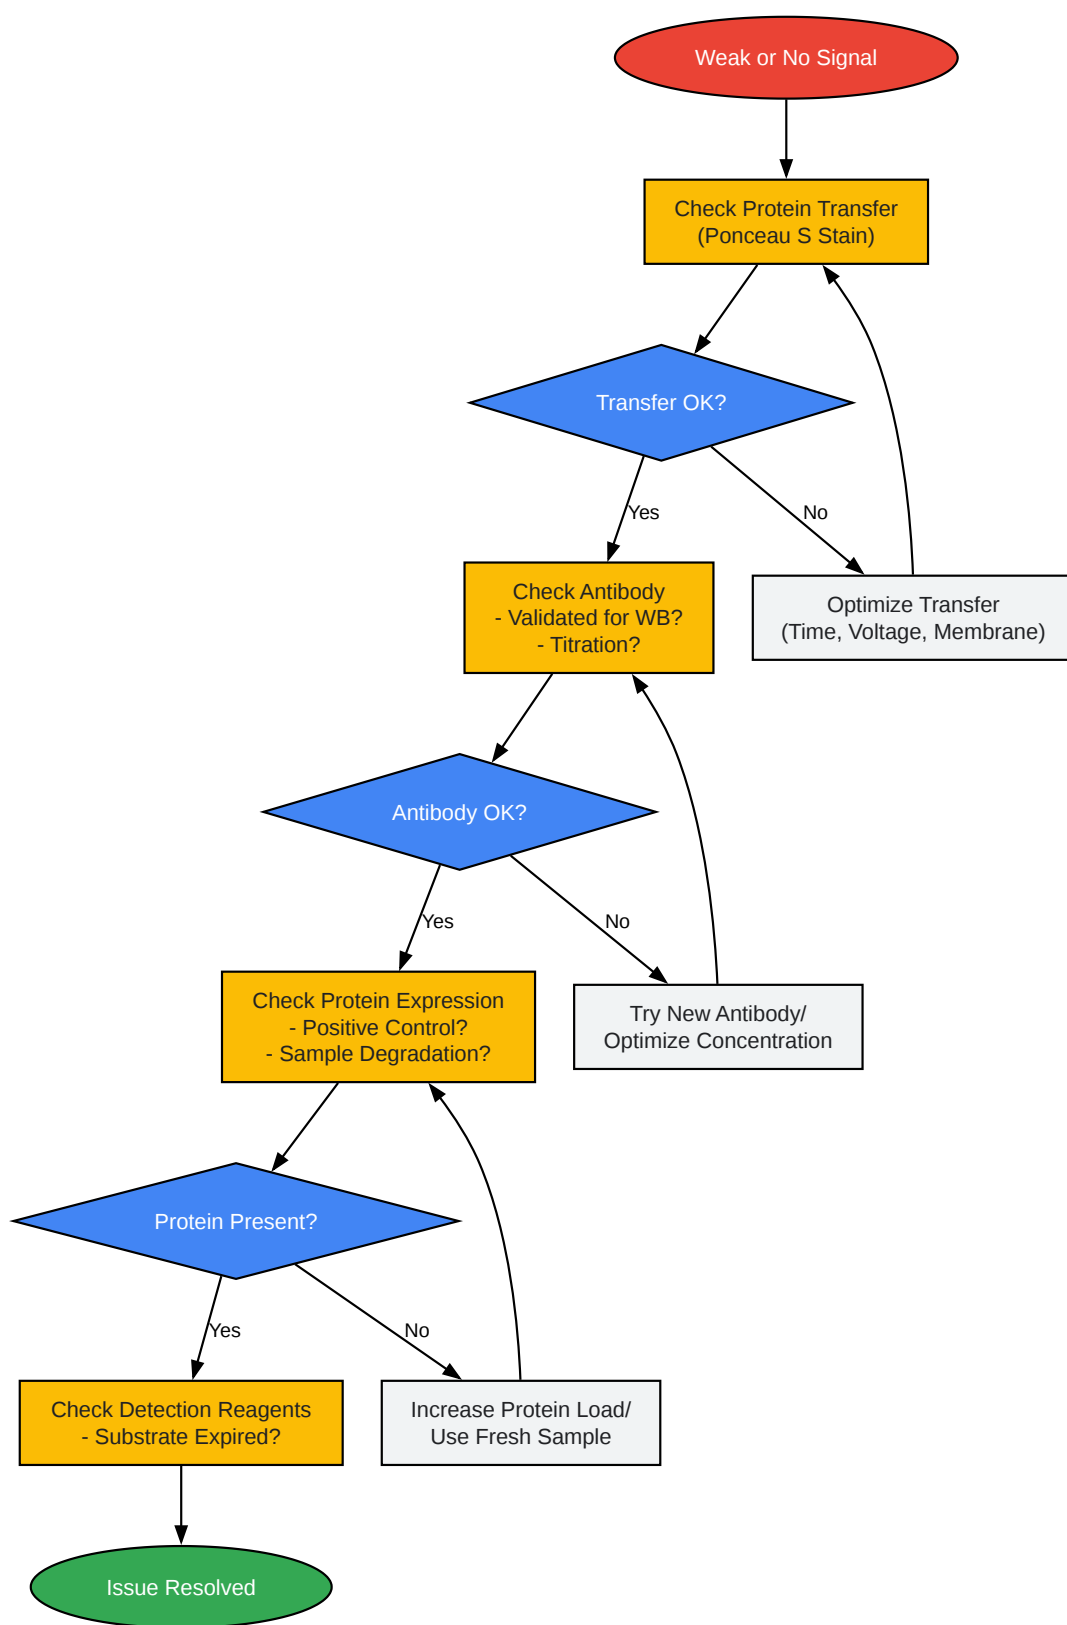 Weak or No Signal
Check Protein Transfer
(Ponceau S Stain)
Transfer OK?
Yes
No
Check Antibody
- Validated for WB?
- Titration?
Optimize Transfer
(Time, Voltage, Membrane)
Antibody OK?
Yes
No
Check Protein Expression
- Positive Control?
- Sample Degradation?
Try New Antibody/
Optimize Concentration
Protein Present?
Yes
No
Check Detection Reagents
- Substrate Expired?
Increase Protein Load/
Use Fresh Sample
Issue Resolved